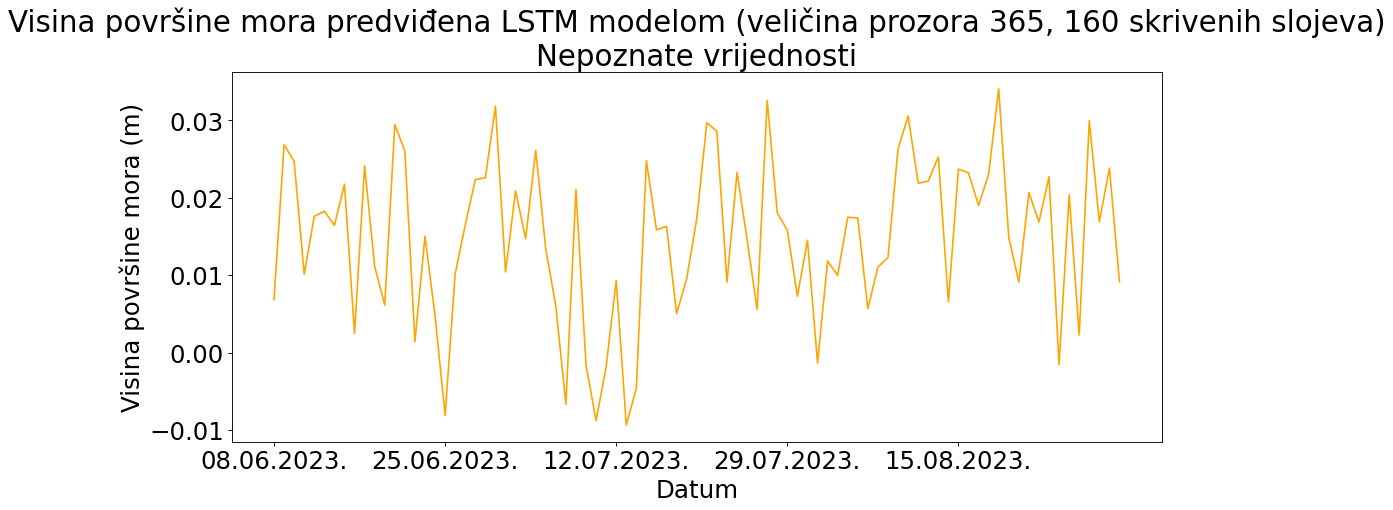 Visina površine mora predviđena LSTM modelom (veličina prozora 365, 160 skrivenih slojeva)
Nepoznate vrijednosti
Visina površine mora (m)
0.03
0.02
0.01
0.00
−0.01
08.06.2023. 25.06.2023. 12.07.2023. 29.07.2023. 15.08.2023.
Datum